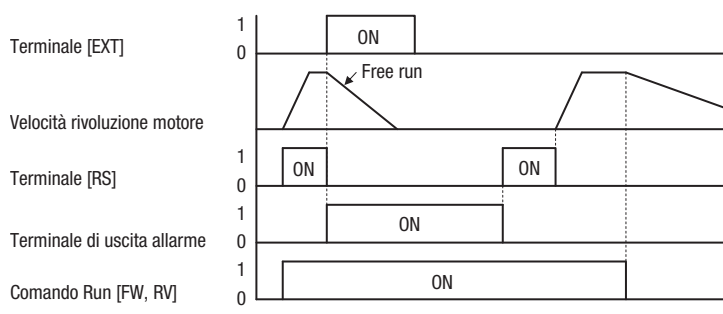 1
Terminale [EXT]
ON
0
Free run
Velocità rivoluzione motore
1
Terminale [RS]
ON
ON
0
1
Terminale di uscita allarme
ON
0
1
Comando Run [FW, RV]
ON
0